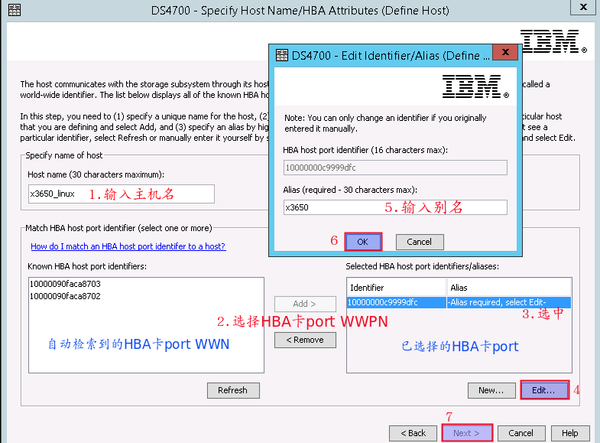 DS4700 - Specify Host Name/HBA Attributes (Define Host)
x
IBM
DS4700 - Edit Identifier/Alias (Define ...
x
IBM
The host communicates with the storage subsystem through its host
called a
world-wide identifier. The list below displays all of the known HBA ho
In this step, you need to (1) specify a unique name for the host, (2)
rticular host
that you are defining and select Add, and (3) specify an alias by hig
t see a
particular identifier, select Refresh or manually enter it yourself by s
and select Edit.
Note: You can only change an identifier if you originally
entered it manually.
HBA host port identifier (16 characters max):
10000000c9999dfc
Alias (required - 30 characters max):
x3650
5.输入别名
6
OK
Cancel
Specify name of host
Host name (30 characters maximum):
x3650_linux
1.输入主机名
Match HBA host port identifier (select one or more)
How do I match an HBA host port identifer to a host?
Known HBA host port identifiers:
10000090faca8703
10000090faca8702
自动检索到的HBA卡port WWN
Add >
2.选择HBA卡port WWPN
< Remove
Selected HBA host port identifiers/aliases:
Identifier
Alias
10000000c9999dfc
-Alias required, select Edit-
3.选中
已选择的HBA卡port
Refresh
New...
Edit...
4
7
< Back
Next >
Cancel
Help